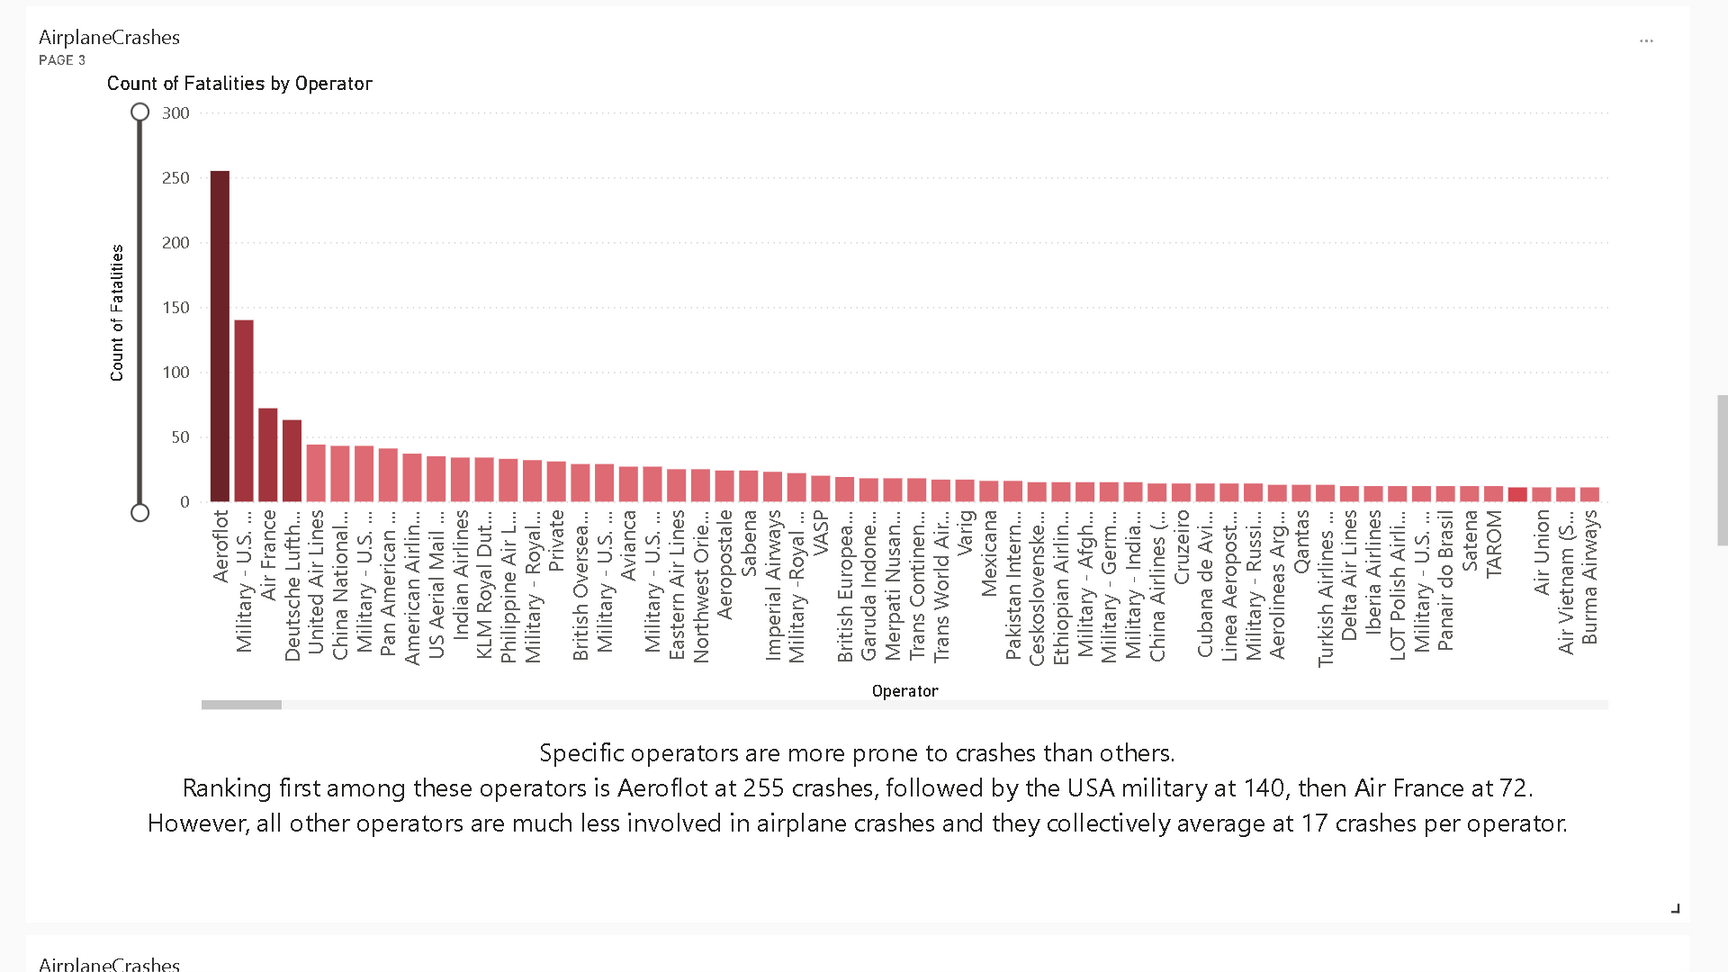 AirplaneCrashes
PAGE 3
...
Count of Fatalities by Operator
300
250
200
150
100
50
0
Count of Fatalities
Aeroflot
Military - U.S. ...
Air France
Deutsche Lufth...
United Air Lines
China National...
Military - U.S. ...
Pan American ...
American Airlin...
US Aerial Mail ...
Indian Airlines
KLM Royal Dut...
Philippine Air L...
Military - Royal...
Private
British Oversea...
Military - U.S. ...
Avianca
Military - U.S. ...
Eastern Air Lines
Northwest Orie...
Aeropostale
Sabena
Imperial Airways
Military -Royal ...
VASP
British Europea...
Garuda Indone...
Merpati Nusan...
Trans Continen...
Trans World Air...
Varig
Mexicana
Pakistan Intern...
Ceskoslovenske...
Ethiopian Airlin...
Military - Afgh...
Military - Germ...
Military - India...
China Airlines (...
Cruzeiro
Cubana de Avi...
Linea Aeropost...
Military - Russi...
Aerolineas Arg...
Qantas
Turkish Airlines ...
Delta Air Lines
Iberia Airlines
LOT Polish Airli...
Military - U.S. ...
Panair do Brasil
Satena
TAROM
Air Union
Air Vietnam (S...
Burma Airways
Operator
Specific operators are more prone to crashes than others.
Ranking first among these operators is Aeroflot at 255 crashes, followed by the USA military at 140, then Air France at 72.
However, all other operators are much less involved in airplane crashes and they collectively average at 17 crashes per operator.
AirplaneCrashes